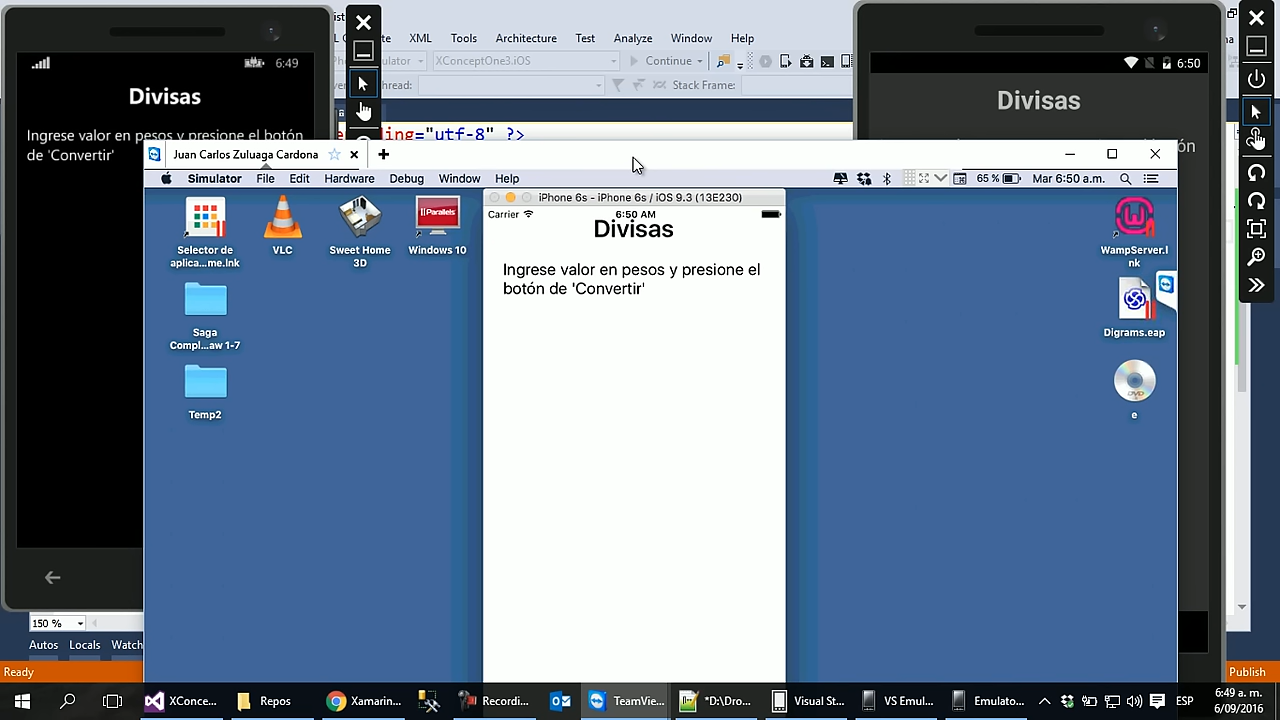 6:49
Divisas
Ingrese valor en pesos y presione el botón
de 'Convertir'
XML Tools Architecture Test Analyze Window Help
XConceptOne3.iOS
Continue
Stack Frame:
"utf-8" ?>
6:50
Divisas
Juan Carlos Zuluaga Cardona
Simulator File Edit Hardware Debug Window Help
65 % Mar 6:50 a.m.
iPhone 6s - iPhone 6s / iOS 9.3 (13E230)
Carrier 6:50 AM
Divisas
Ingrese valor en pesos y presione el
botón de 'Convertir'
Selector de
aplica...me.lnk
VLC
Sweet Home
3D
Parallels
Windows 10
Saga
Compl...aw 1-7
Temp2
WampServer.l
nk
Digrams.eap
DVD
e
150 %
Autos Locals Watch
Ready
Publish
XConce... Repos Xamarin... Recordi... TeamVie... *D:\Dro... Visual St... VS Emul... Emulato... ESP
6:49 a. m.
6/09/2016